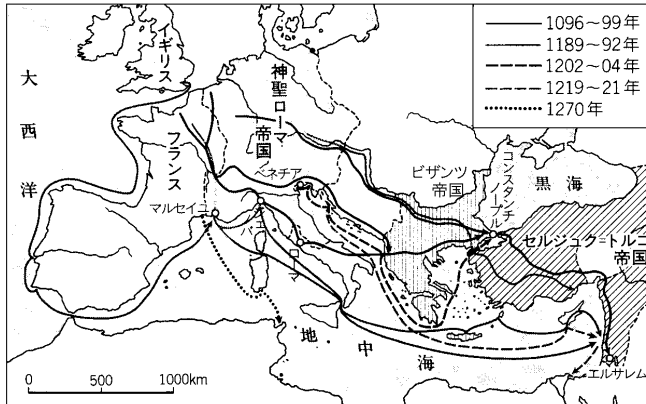 1096~99年
1189~92年
1202~04年
1219~21年
1270年
大西洋
イギリス
神聖ローマ
帝国
フランス
ベネチア
マルセイユ
ローマ
ビザンツ
帝国
コンスタンチ
ノープル
黒海
セルジュク=トルコ
帝国
地中海
エルサレム
0 500 1000km